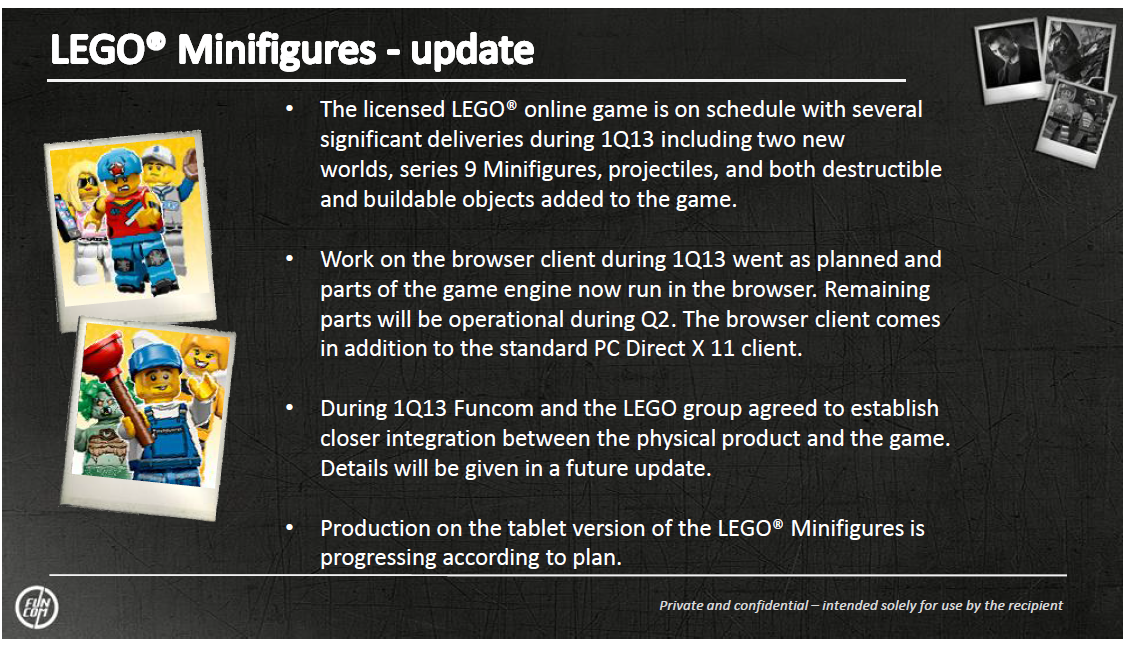 LEGO® Minifigures - update
• The licensed LEGO® online game is on schedule with several
significant deliveries during 1Q13 including two new
worlds, series 9 Minifigures, projectiles, and both destructible
and buildable objects added to the game.
• Work on the browser client during 1Q13 went as planned and
parts of the game engine now run in the browser. Remaining
parts will be operational during Q2. The browser client comes
in addition to the standard PC Direct X 11 client.
• During 1Q13 Funcom and the LEGO group agreed to establish
closer integration between the physical product and the game.
Details will be given in a future update.
• Production on the tablet version of the LEGO® Minifigures is
progressing according to plan.
FUN
COM
Private and confidential – intended solely for use by the recipient